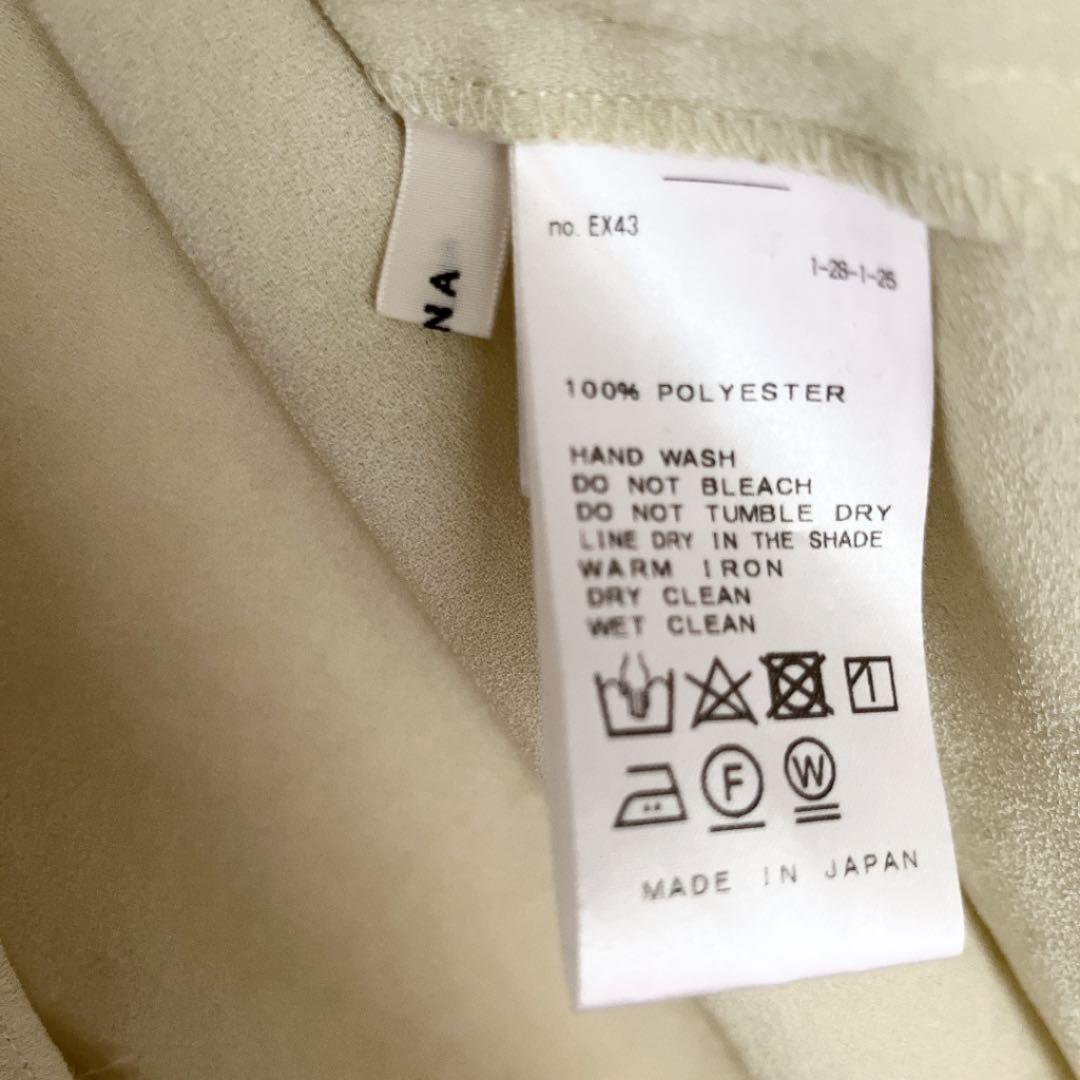 NA
no. EX43
1-28-1-25
100% POLYESTER
HAND WASH
DO NOT BLEACH
DO NOT TUMBLE DRY
LINE DRY IN THE SHADE
WARM IRON
DRY CLEAN
WET CLEAN
F W
MADE IN JAPAN